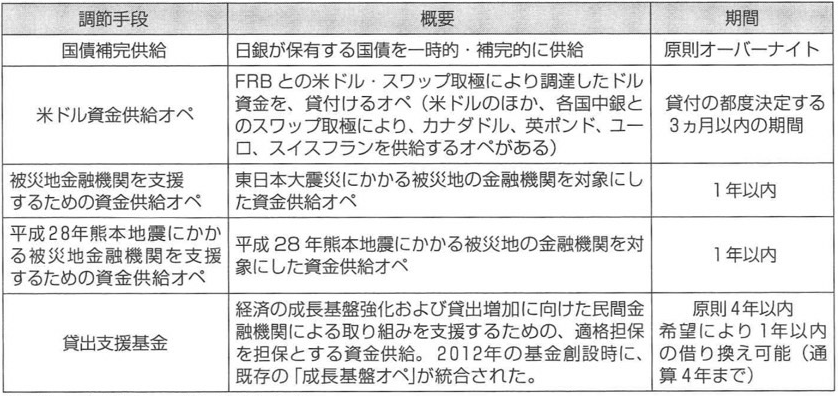 調節手段
概要
期間
国債補完供給
日銀が保有する国債を一時的・補完的に供給
原則オーバーナイト
米ドル資金供給オペ
FRBとの米ドル・スワップ取極により調達したドル
資金を、貸付けるオペ（米ドルのほか、各国中銀と
のスワップ取極により、カナダドル、英ポンド、ユー
ロ、スイスフランを供給するオペがある）
貸付の都度決定する
3ヵ月以内の期間
被災地金融機関を支援
するための資金供給オペ
東日本大震災にかかる被災地の金融機関を対象にし
た資金供給オペ
1年以内
平成28年熊本地震にかか
る被災地金融機関を支援
するための資金供給オペ
平成28年熊本地震にかかる被災地の金融機関を対
象にした資金供給オペ
1年以内
貸出支援基金
経済の成長基盤強化および貸出増加に向けた民間金
融機関による取り組みを支援するための、適格担保
を担保とする資金供給。2012年の基金創設時に、
既存の「成長基盤オペ」が統合された。
原則4年以内
希望により1年以内
の借り換え可能（通
算4年まで）